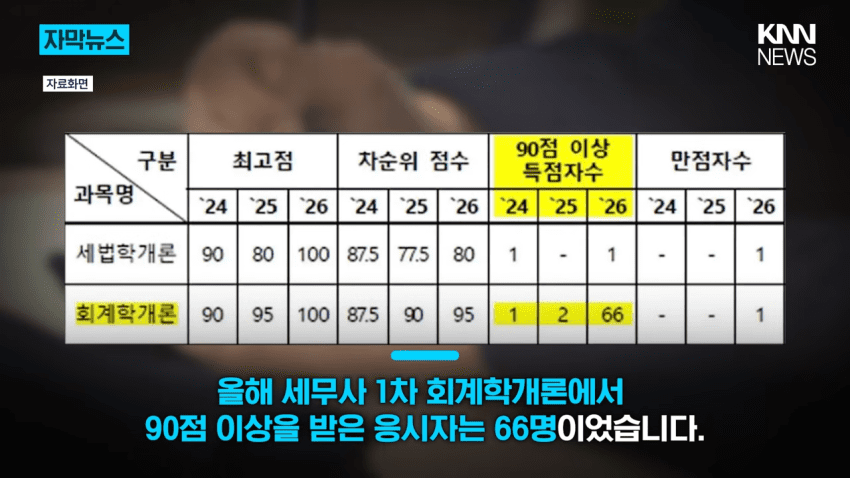 자막뉴스
KNN
NEWS
자료화면
구분 최고점 차순위 점수 90점 이상 득점자수 만점자수
과목명 `24 `25 `26 `24 `25 `26 `24 `25 `26 `24 `25 `26
세법학개론 90 80 100 87.5 77.5 80 1 - 1 - - 1
회계학개론 90 95 100 87.5 90 95 1 2 66 - - 1
올해 세무사 1차 회계학개론에서
90점 이상을 받은 응시자는 66명이었습니다.